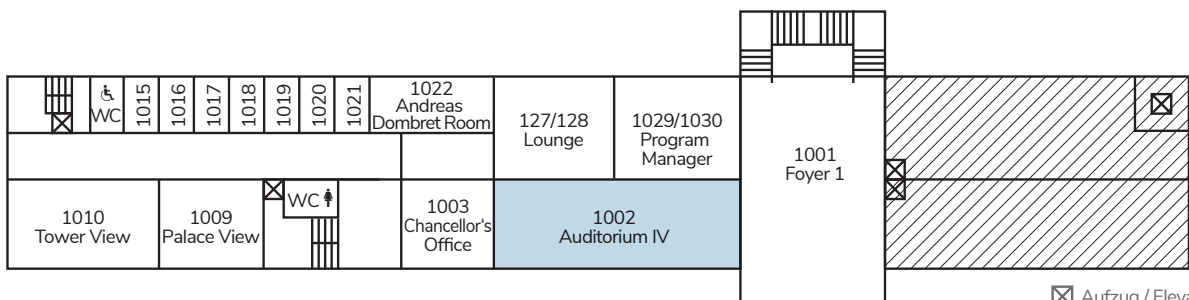 WC
1015
1016
1017
1018
1019
1020
1021
1022
Andreas
Dombret Room
127/128
Lounge
1029/1030
Program
Manager
1001
Foyer 1
1010
Tower View
1009
Palace View
WC
1003
Chancellor's
Office
1002
Auditorium IV
Aufzug / Eleva